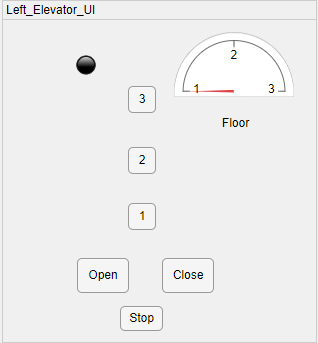 Left_Elevator_UI
2
1 3
3
Floor
2
1
Open Close
Stop